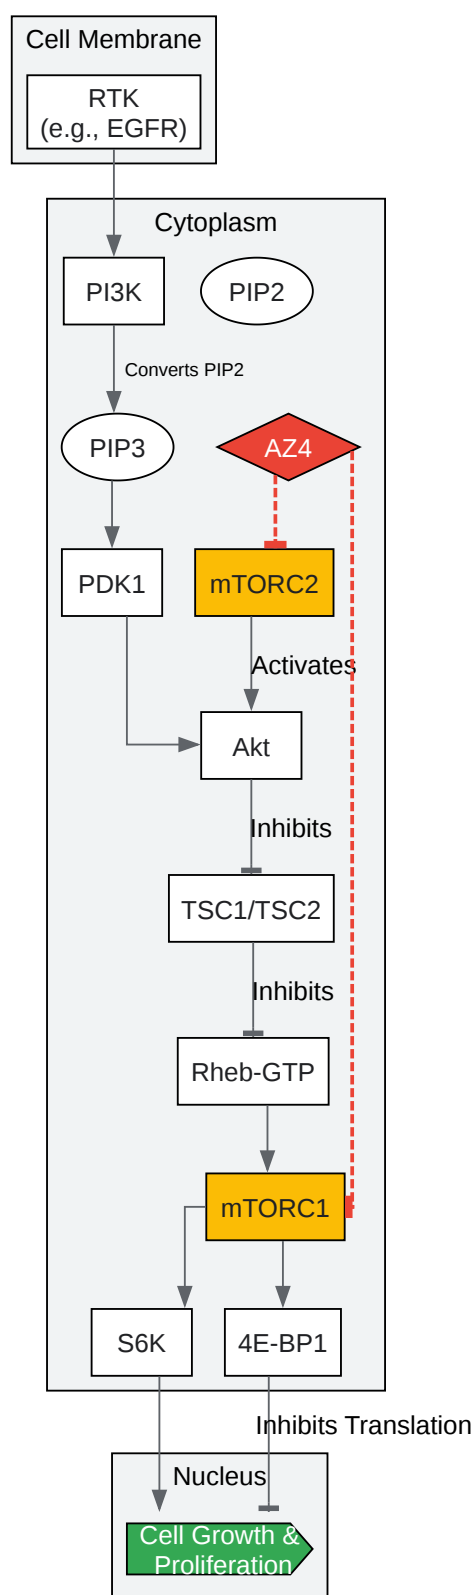 Cell Membrane
RTK
(e.g., EGFR)
Cytoplasm
PI3K
PIP2
Converts PIP2
PIP3
AZ4
PDK1
mTORC2
Activates
Akt
Inhibits
TSC1/TSC2
Inhibits
Rheb-GTP
mTORC1
S6K
4E-BP1
Inhibits Translation
Nucleus
Cell Growth &
Proliferation